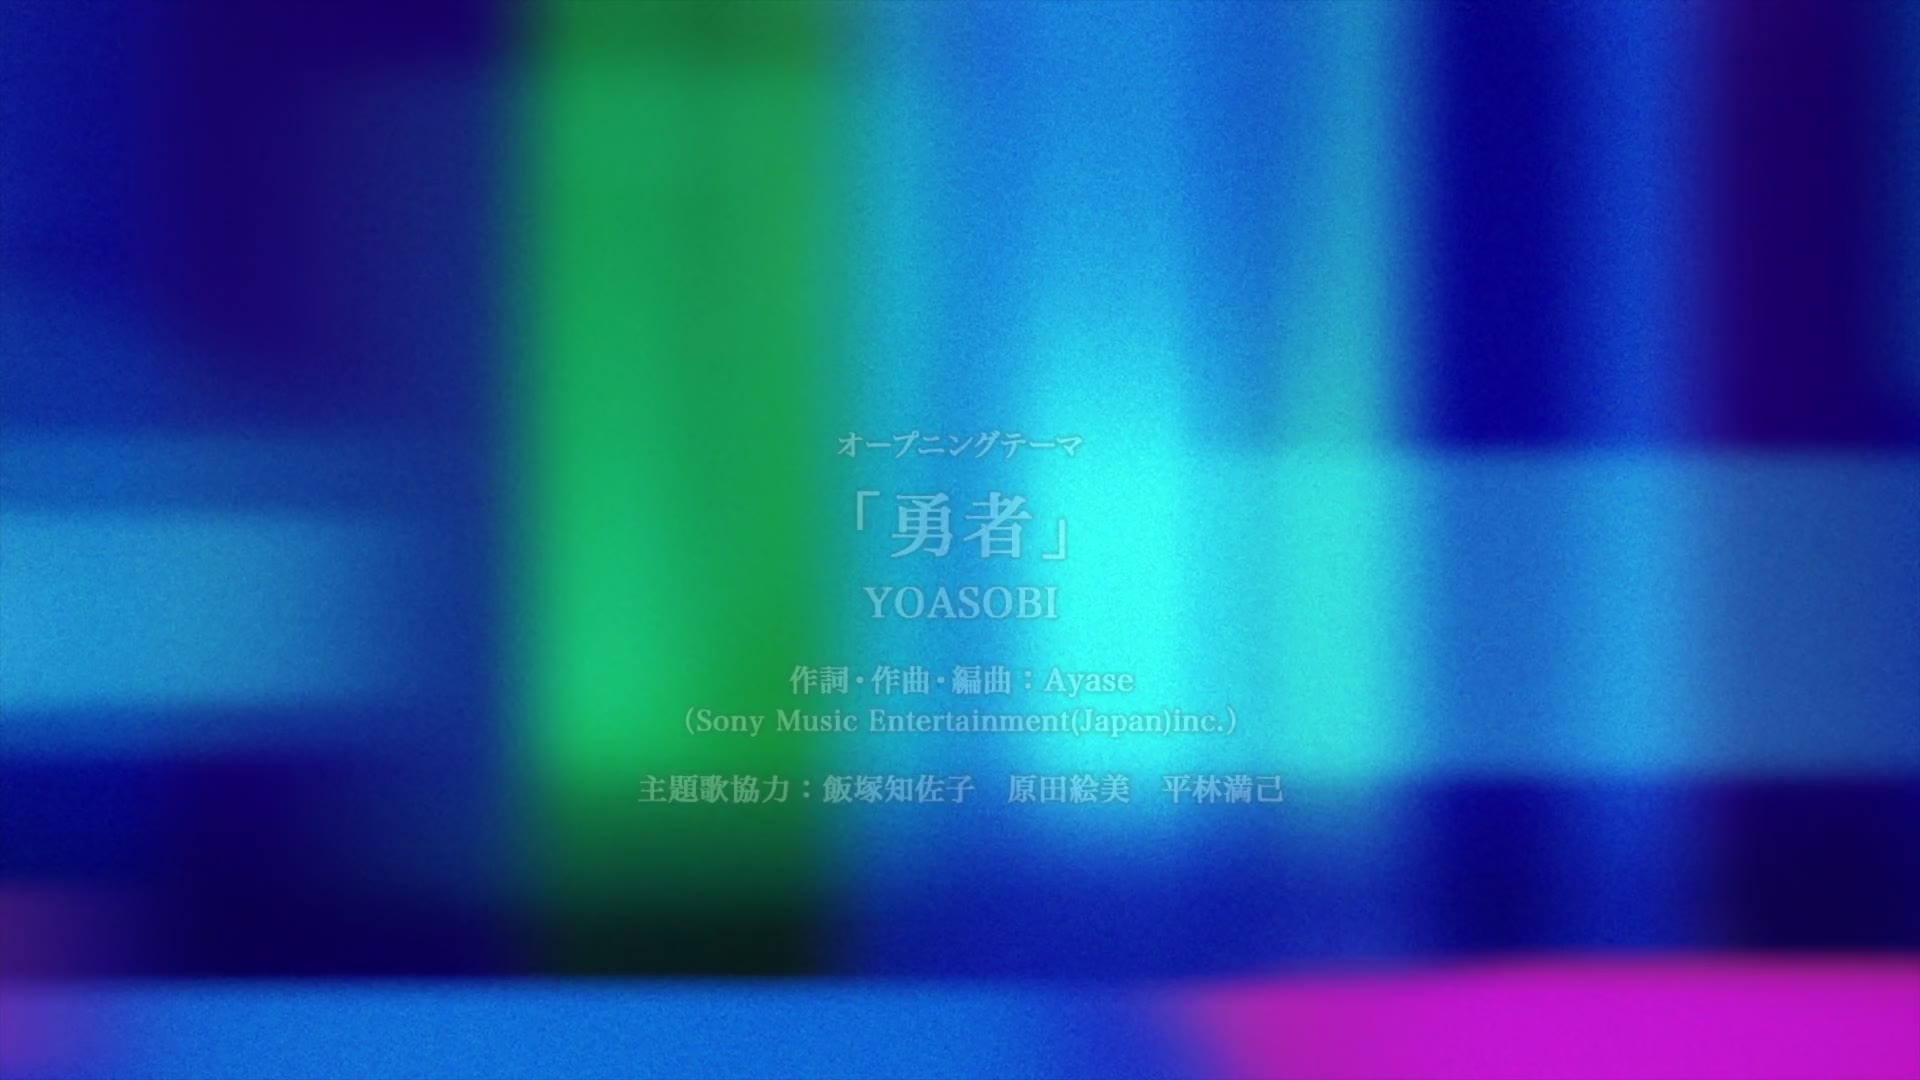 オープニングテーマ
「勇者」
YOASOBI
作詞・作曲・編曲：Ayase
(Sony Music Entertainment(Japan)inc.)
主題歌協力：飯塚知佐子　原田絵美　平林満己